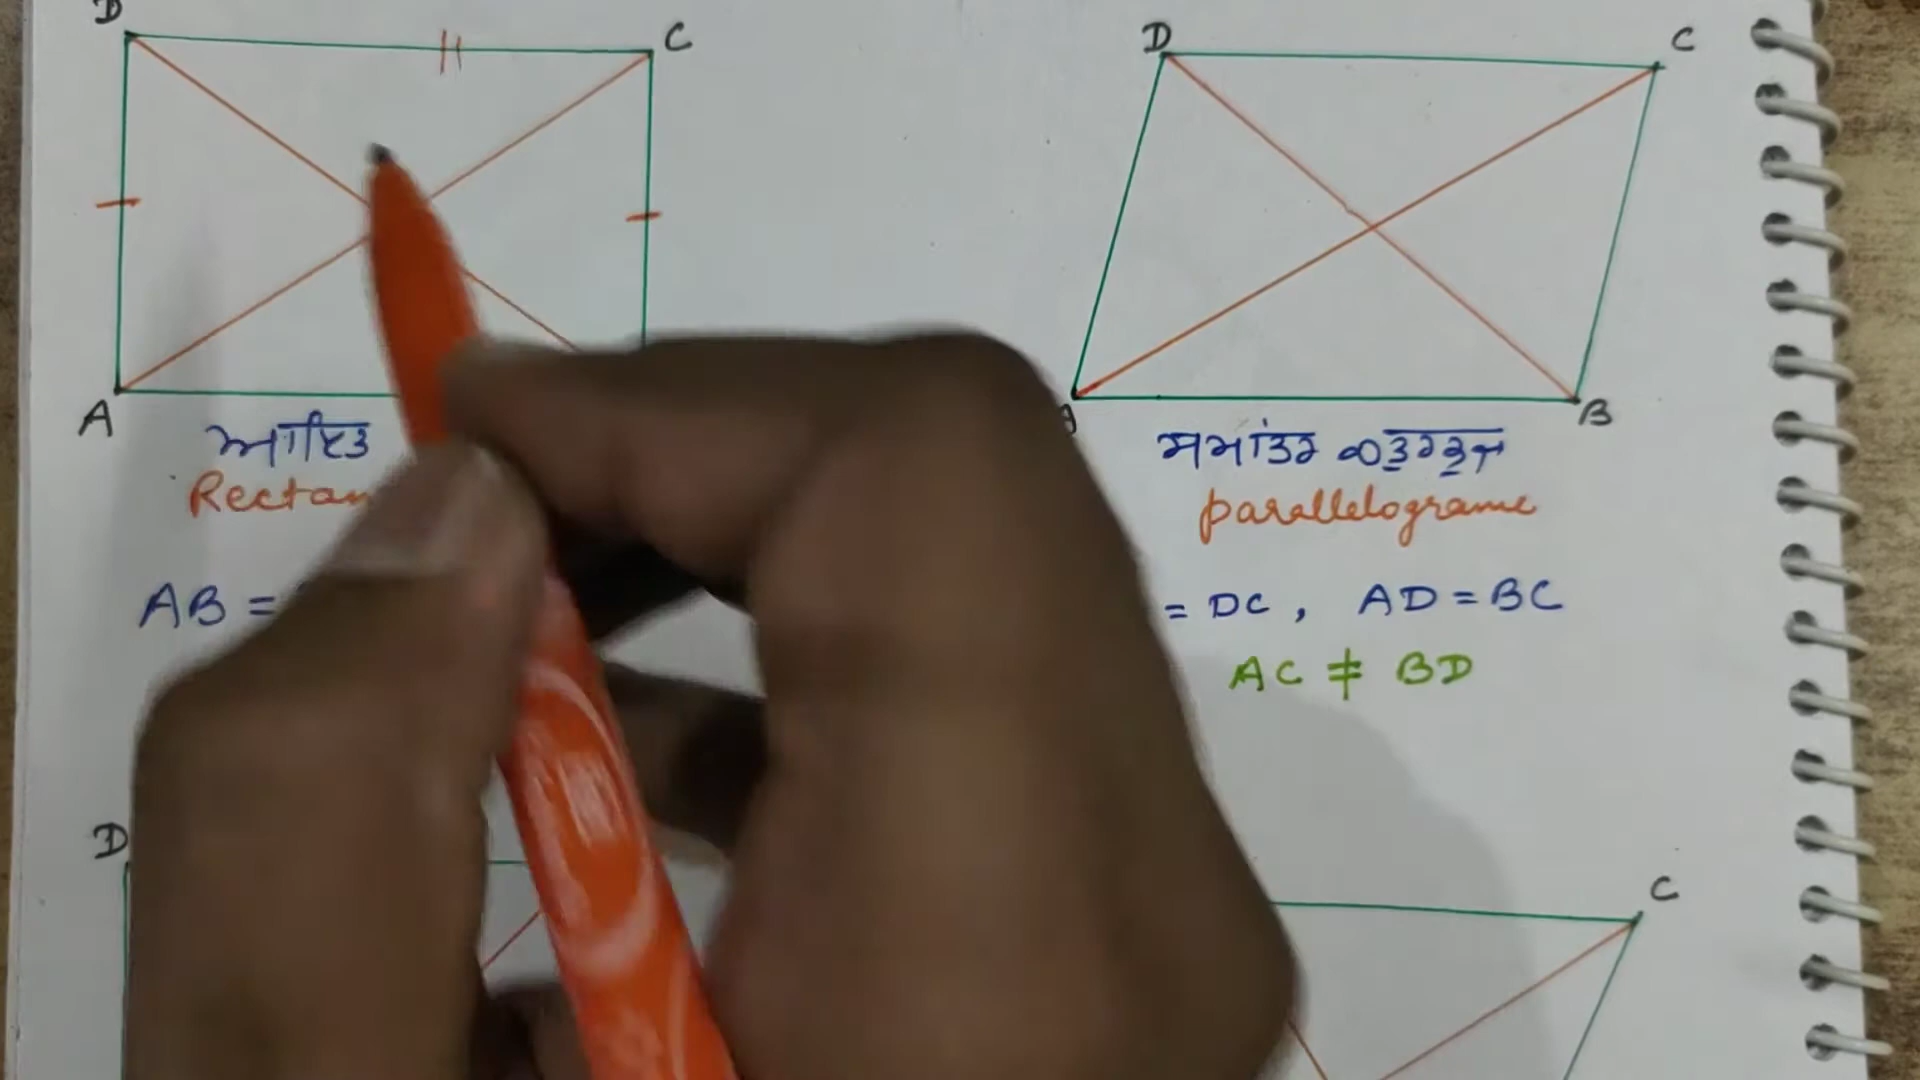 D C
D C
A
B
ਆਇਤ
ਸਮਾਂਤਰ ਚਤੁਰਭੁਜ
Rectan
parallelograme
AB =
= DC , AD = BC
AC ≠ BD
D
C